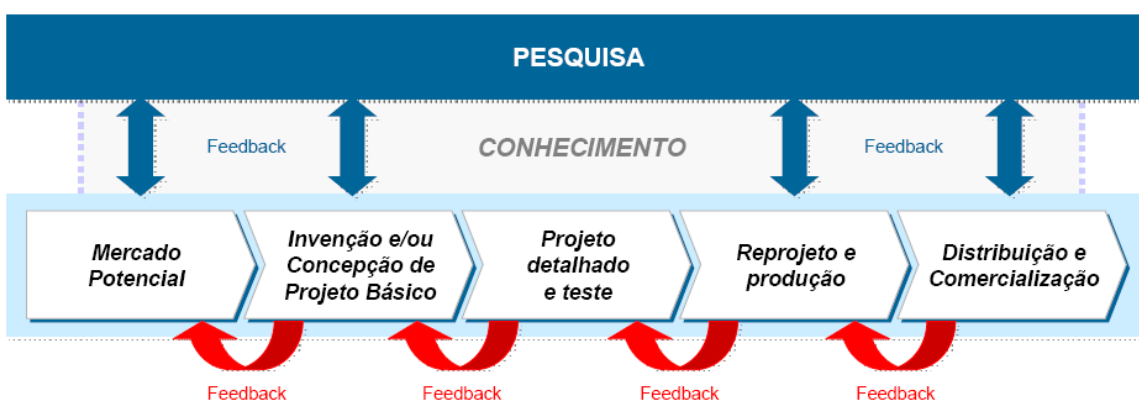 PESQUISA
Feedback
CONHECIMENTO
Feedback
Mercado
Potencial
Invenção e/ou
Concepção de
Projeto Básico
Projeto
detalhado
e teste
Reprojeto e
produção
Distribuição e
Comercialização
Feedback
Feedback
Feedback
Feedback